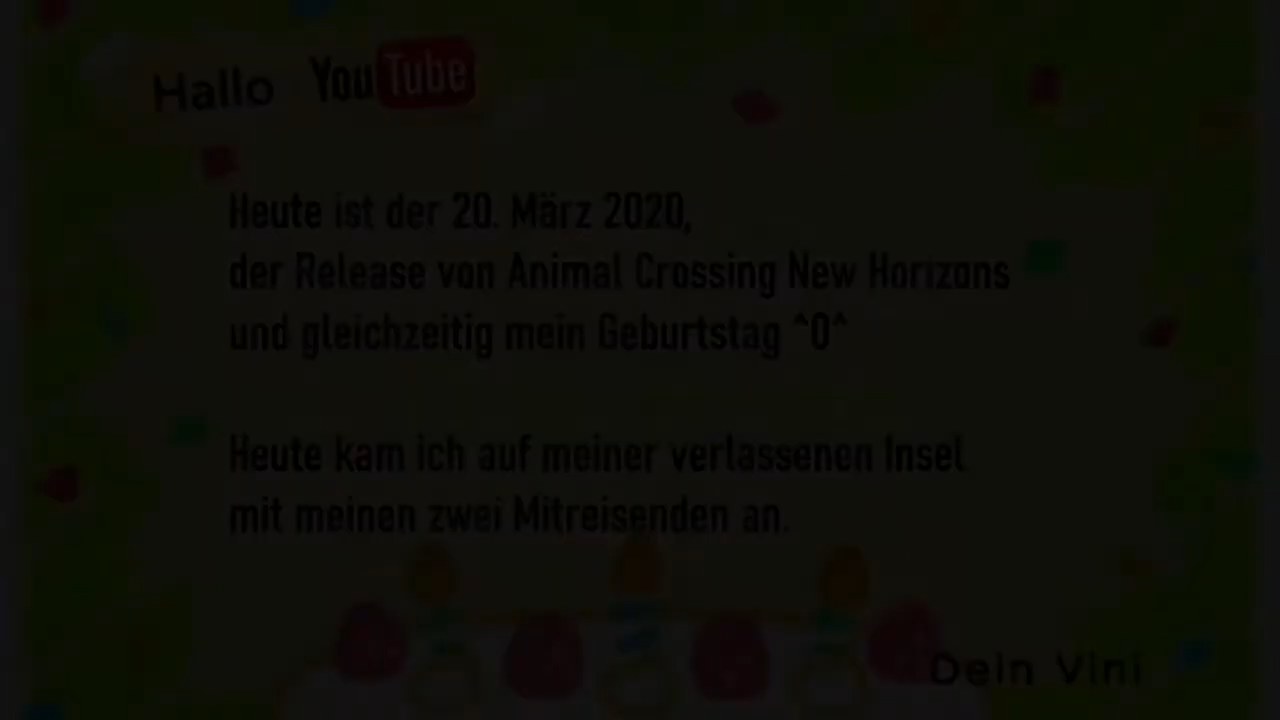 Hallo YouTube
Heute ist der 20. März 2020,
der Release von Animal Crossing New Horizons
und gleichzeitig mein Geburtstag ^0^
Heute kam ich auf meiner verlassenen Insel
mit meinen zwei Mitreisenden an.
Dein Vini